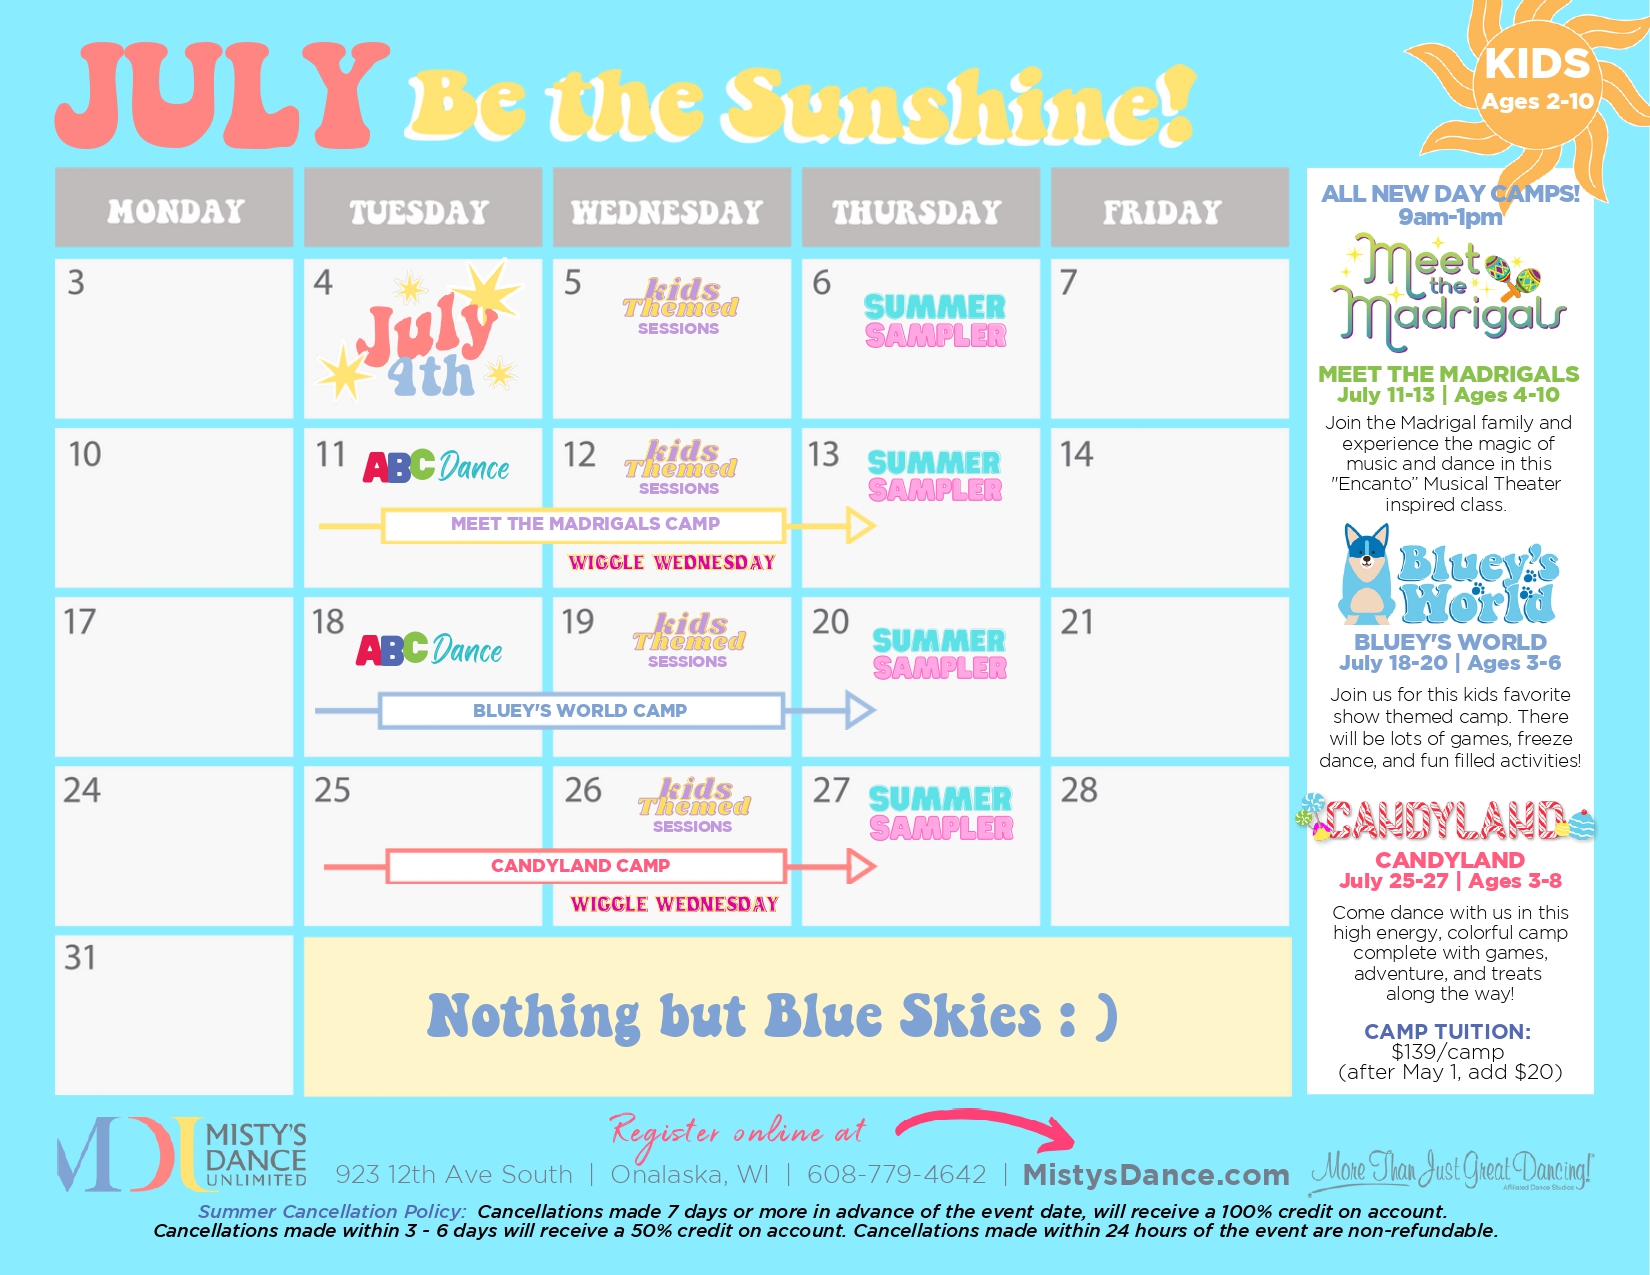 JULY Be the Sunshine!
KIDS
Ages 2-10
MONDAY TUESDAY WEDNESDAY THURSDAY FRIDAY
3
4
July
4th
5
kids
Themed
SESSIONS
6
SUMMER
SAMPLER
7
10
11
ABC Dance
12
kids
Themed
SESSIONS
13
SUMMER
SAMPLER
14
MEET THE MADRIGALS CAMP
WIGGLE WEDNESDAY
17
18
ABC Dance
19
kids
Themed
SESSIONS
20
SUMMER
SAMPLER
21
BLUEY'S WORLD CAMP
24
25
26
kids
Themed
SESSIONS
27
SUMMER
SAMPLER
28
CANDYLAND CAMP
WIGGLE WEDNESDAY
31
Nothing but Blue Skies : )
ALL NEW DAY CAMPS!
9am-1pm
Meet
the
Madrigals
MEET THE MADRIGALS
July 11-13 | Ages 4-10
Join the Madrigal family and
experience the magic of
music and dance in this
"Encanto” Musical Theater
inspired class.
Bluey's
World
BLUEY'S WORLD
July 18-20 | Ages 3-6
Join us for this kids favorite
show themed camp. There
will be lots of games, freeze
dance, and fun filled activities!
CANDYLAND
CANDYLAND
July 25-27 | Ages 3-8
Come dance with us in this
high energy, colorful camp
complete with games,
adventure, and treats
along the way!
CAMP TUITION:
$139/camp
(after May 1, add $20)
MDU
MISTY'S
DANCE
UNLIMITED
Register online at
923 12th Ave South | Onalaska, WI | 608-779-4642 | MistysDance.com
More Than Just Great Dancing!
Affiliated Dance Studios
Summer Cancellation Policy: Cancellations made 7 days or more in advance of the event date, will receive a 100% credit on account.
Cancellations made within 3 - 6 days will receive a 50% credit on account. Cancellations made within 24 hours of the event are non-refundable.